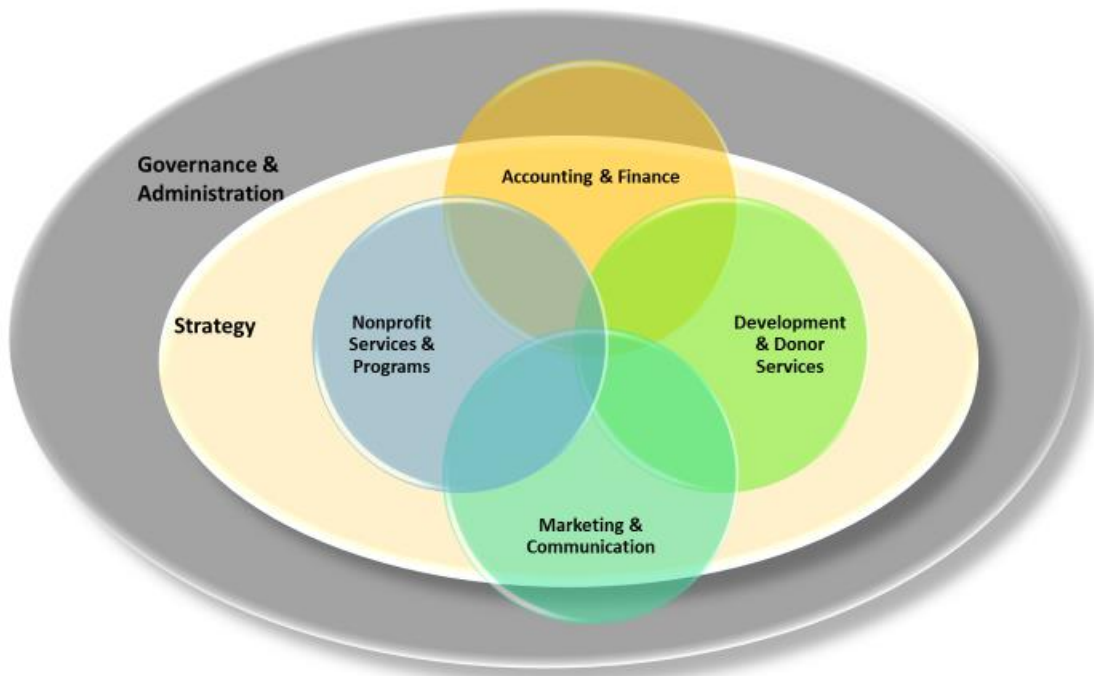 Governance &
Administration
Accounting & Finance
Strategy
Nonprofit
Services &
Programs
Development
& Donor
Services
Marketing &
Communication